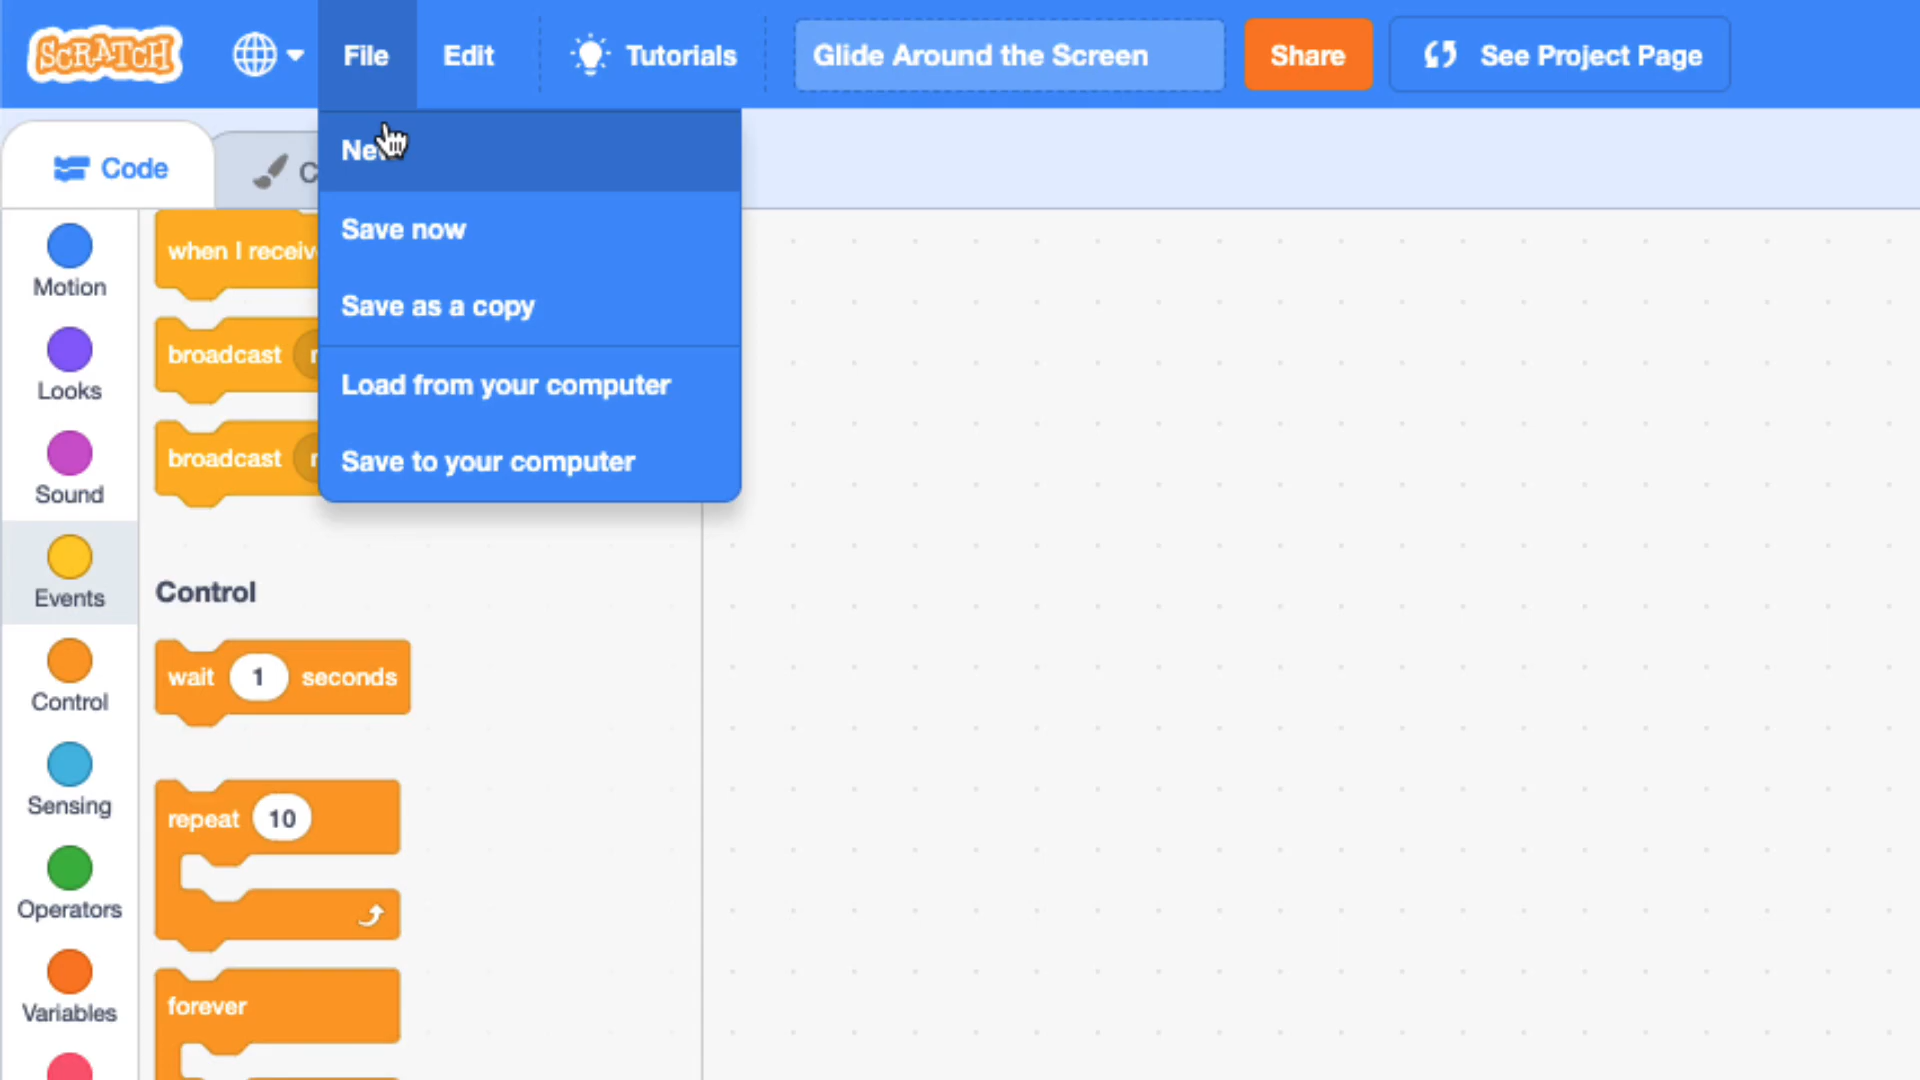 SCRATCH
File
Edit
Tutorials
Glide Around the Screen
Share
See Project Page
Code
C
New
Save now
Save as a copy
Load from your computer
Save to your computer
Motion
Looks
Sound
Events
Control
Sensing
Operators
Variables
when I receiv
broadcast
broadcast
Control
wait 1 seconds
repeat 10
forever